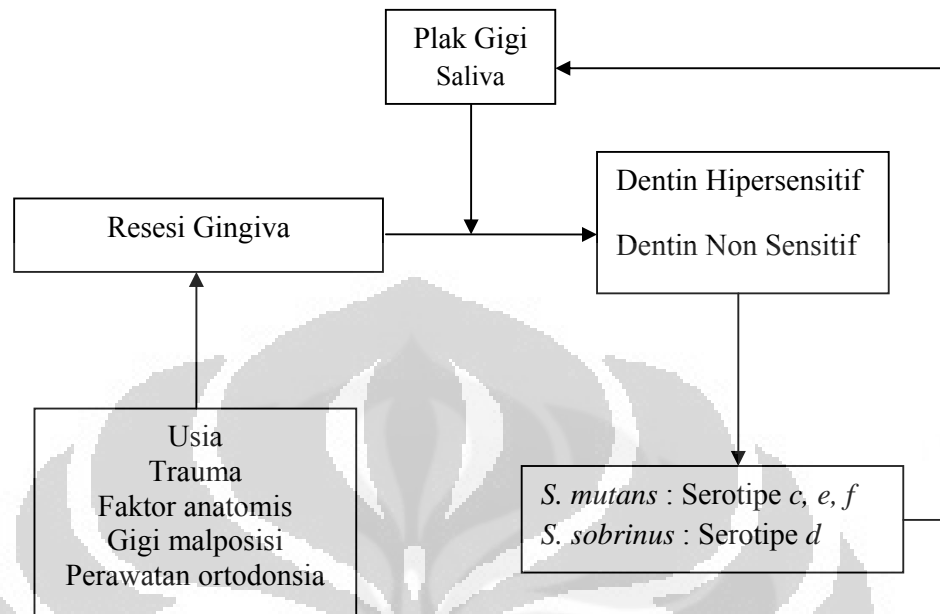 Plak Gigi
Saliva
Dentin Hipersensitif
Dentin Non Sensitif
Resesi Gingiva
Usia
Trauma
Faktor anatomis
Gigi malposisi
Perawatan ortodonsia
S. mutans : Serotipe c, e, f
S. sobrinus : Serotipe d